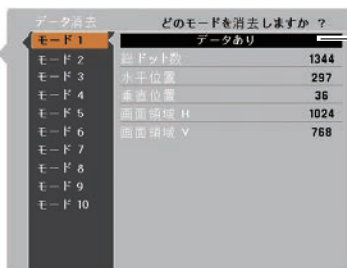 データ消去
どのモードを消去しますか ?
モード 1
データあり
モード 2
総ドット数 1344
モード 3
水平位置 297
モード 4
垂直位置 36
モード 5
画面領域 H 1024
モード 6
画面領域 V 768
モード 7
モード 8
モード 9
モード 10